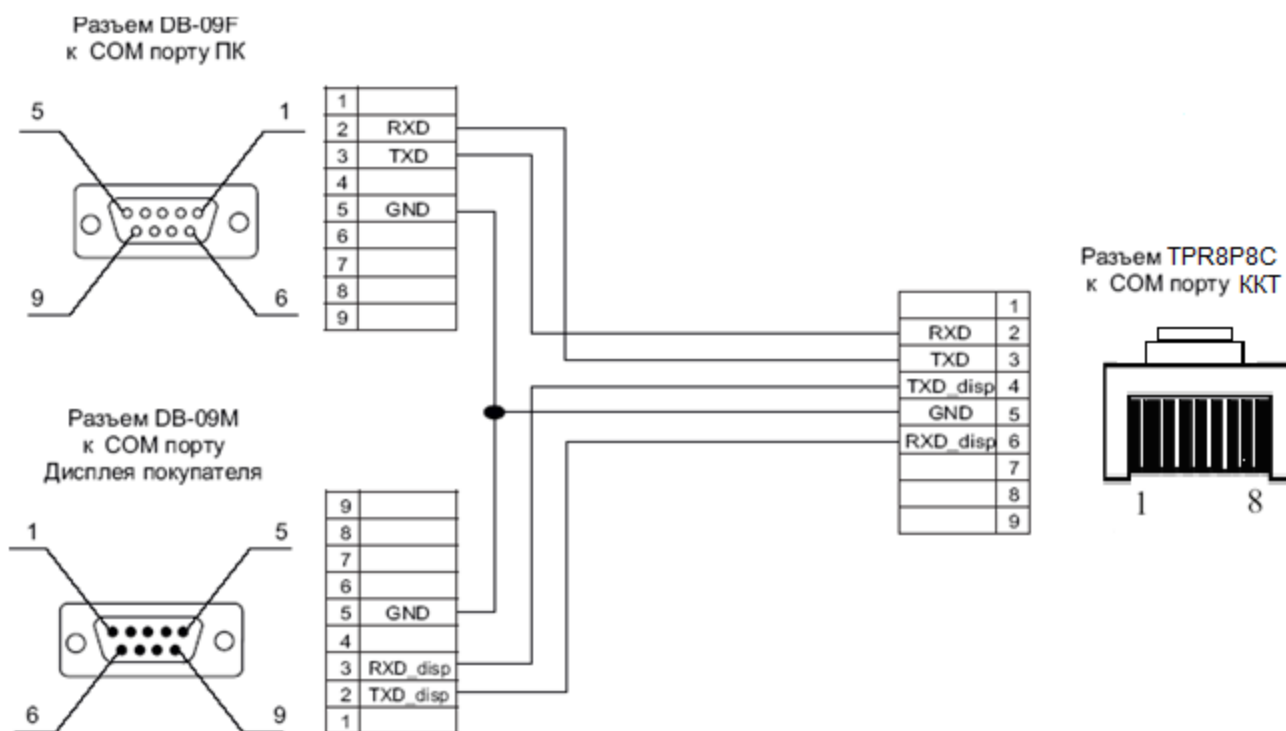 Разъем DB-09F
к COM порту ПК
5
1
9
6
1
2 RXD
3 TXD
4
5 GND
6
7
8
9
Разъем DB-09M
к COM порту
Дисплея покупателя
1
5
6
9
9
8
7
6
5 GND
4
3 RXD_disp
2 TXD_disp
1
1
RXD 2
TXD 3
TXD_disp 4
GND 5
RXD_disp 6
7
8
9
Разъем TPR8P8C
к COM порту ККТ
1
8